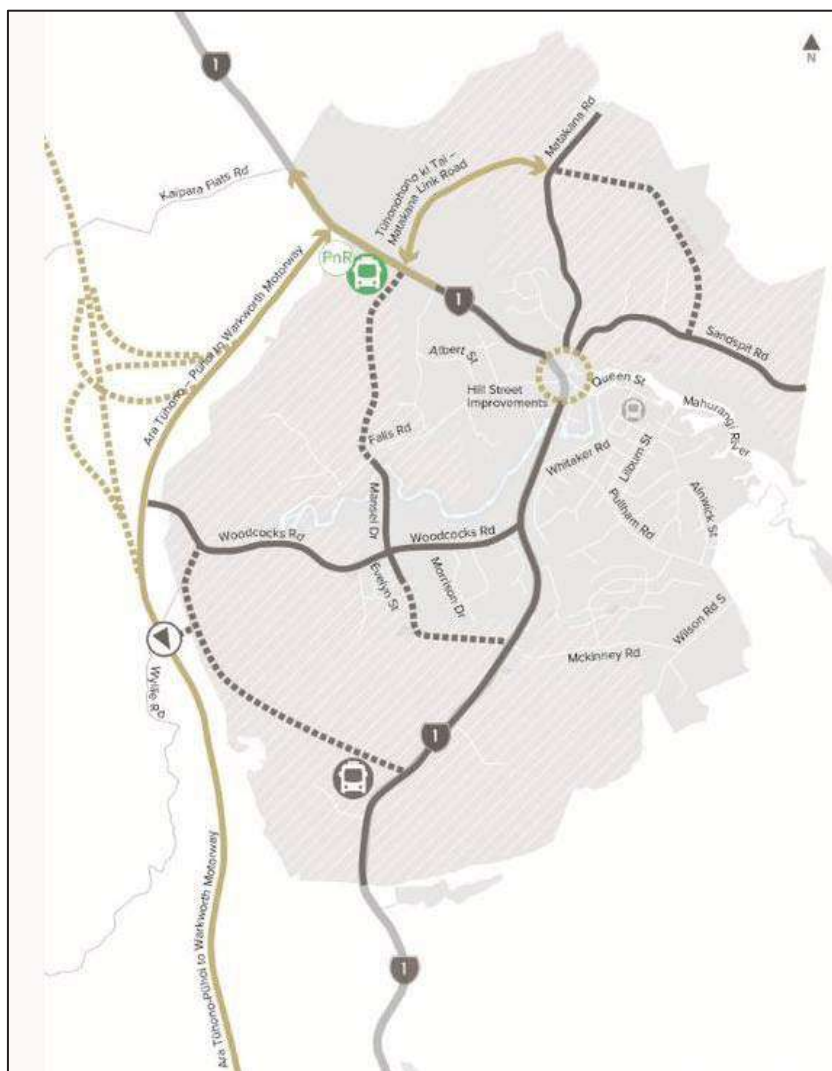 N
1
Matakana Rd
Kaipara Flats Rd
Tūhonohono ki Tai –
Matakana Link Road
PnR
Ara Tūhono – Pūhoi to Warkworth Motorway
1
Sandspit Rd
Albert St
Hill Street
Improvements
Queen St
Mahurangi
River
Falls Rd
Whitaker Rd
Lilburn St
Pulham Rd
Alnwick St
Mansel Dr
Woodcocks Rd
Woodcocks Rd
Evelyn St
Morrison Dr
Wilson Rd S
Mckinney Rd
Wyllie Rd
1
Ara Tūhono-Pūhoi to Warkworth Motorway
1